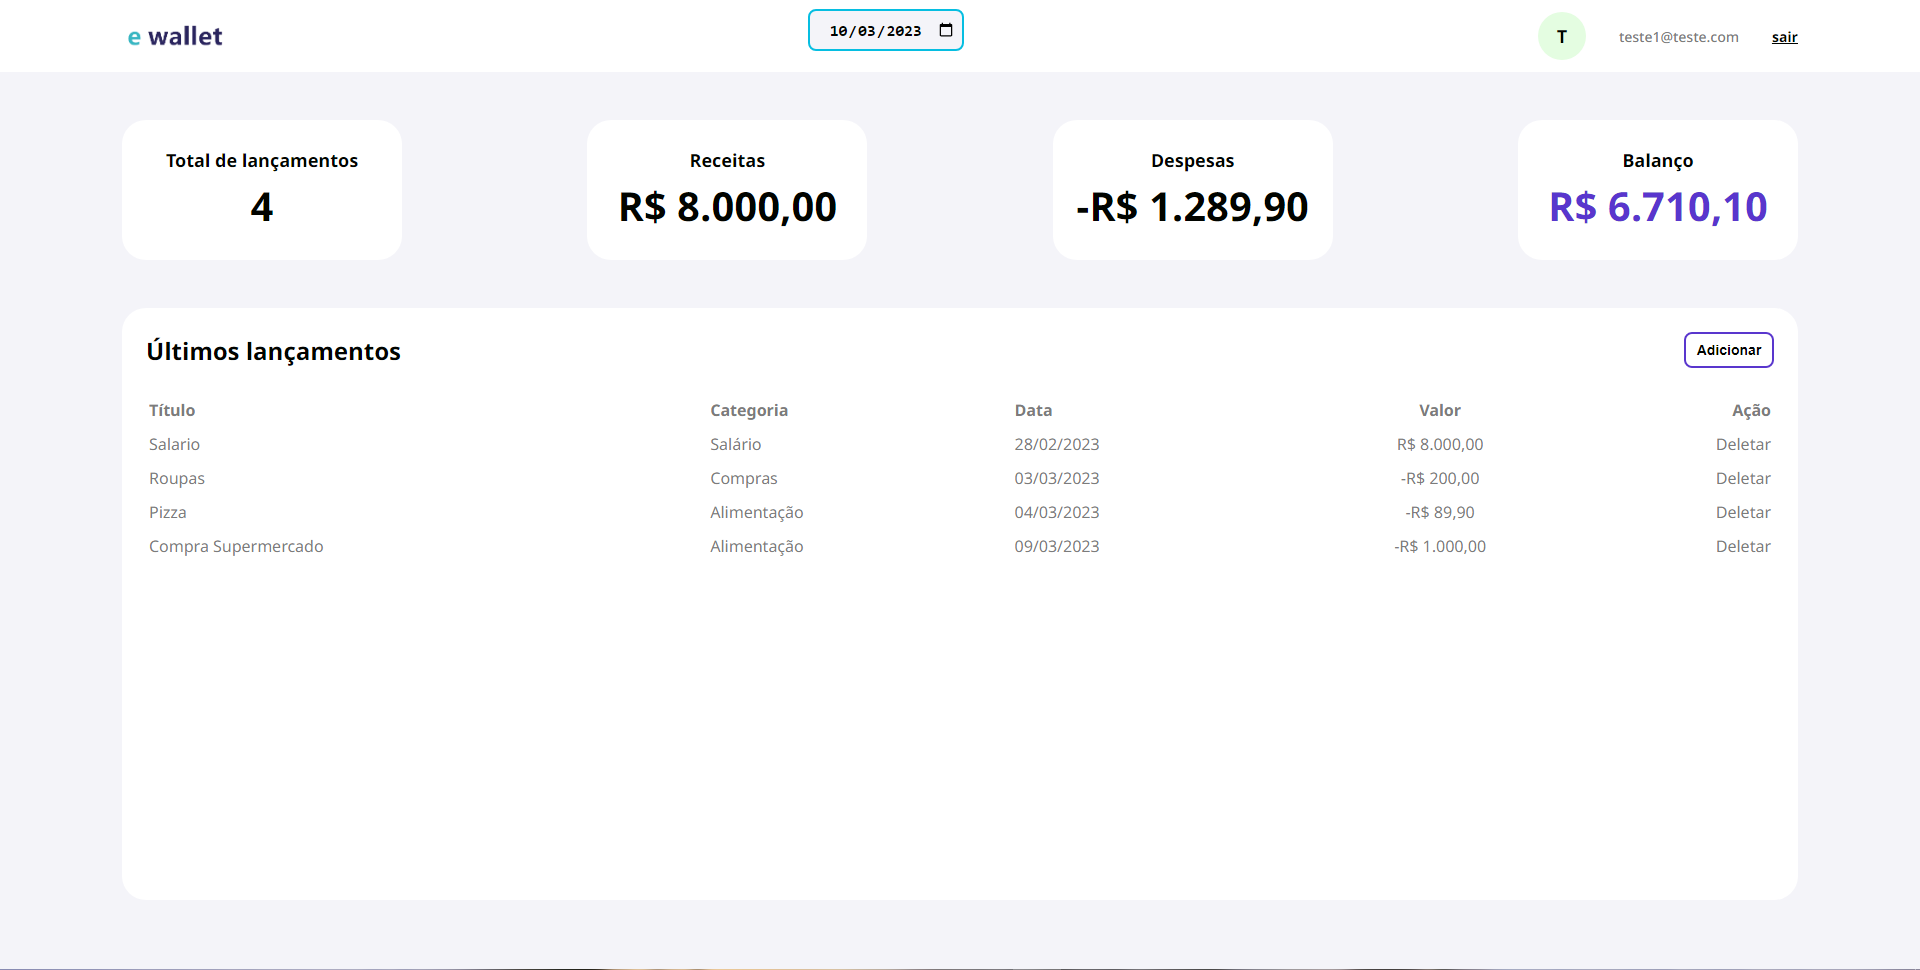 e wallet
10/03/2023
T
teste1@teste.com
sair
Total de lançamentos
4
Receitas
R$ 8.000,00
Despesas
-R$ 1.289,90
Balanço
R$ 6.710,10
Últimos lançamentos
Adicionar
Título Categoria Data Valor Ação
Salario Salário 28/02/2023 R$ 8.000,00 Deletar
Roupas Compras 03/03/2023 -R$ 200,00 Deletar
Pizza Alimentação 04/03/2023 -R$ 89,90 Deletar
Compra Supermercado Alimentação 09/03/2023 -R$ 1.000,00 Deletar